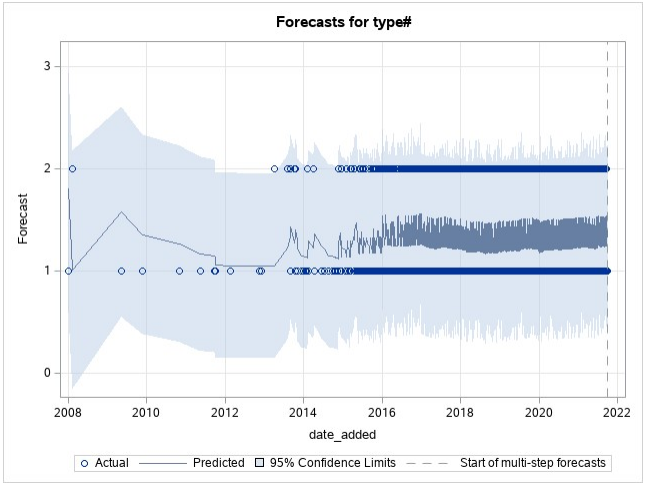 Forecasts for type#
Forecast
3
2
1
0
2008 2010 2012 2014 2016 2018 2020 2022
date_added
Actual Predicted 95% Confidence Limits Start of multi-step forecasts